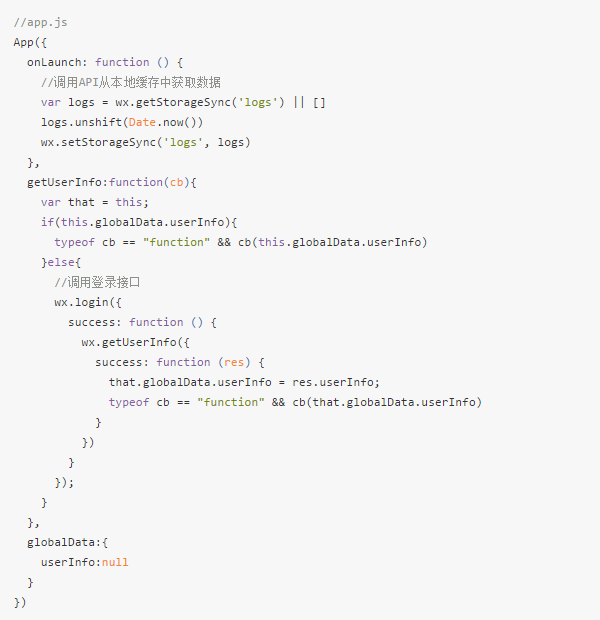 //app.js
App({
  onLaunch: function () {
    //调用API从本地缓存中获取数据
    var logs = wx.getStorageSync('logs') || []
    logs.unshift(Date.now())
    wx.setStorageSync('logs', logs)
  },
  getUserInfo:function(cb){
    var that = this;
    if(this.globalData.userInfo){
      typeof cb == "function" && cb(this.globalData.userInfo)
    }else{
      //调用登录接口
      wx.login({
        success: function () {
          wx.getUserInfo({
            success: function (res) {
              that.globalData.userInfo = res.userInfo;
              typeof cb == "function" && cb(that.globalData.userInfo)
            }
          })
        }
      });
    }
  },
  globalData:{
    userInfo:null
  }
})